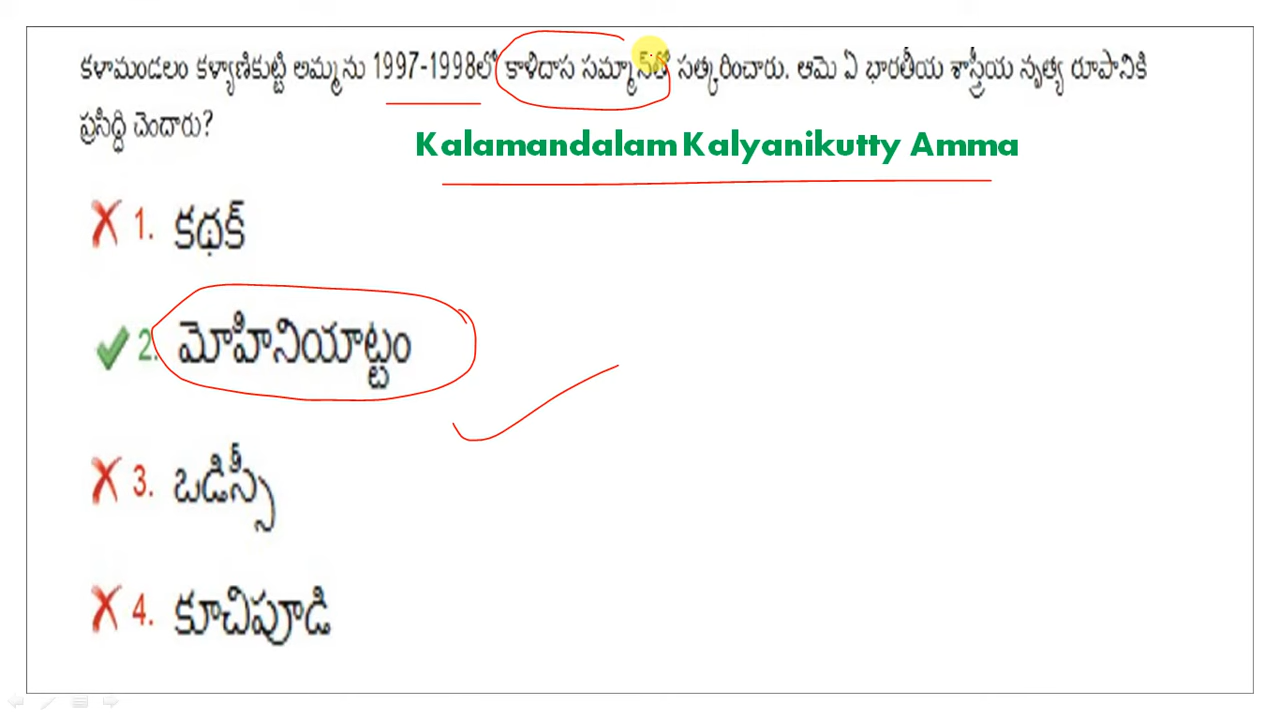 కళామండలం కళ్యాణికుట్టి అమ్మను 1997-1998లో కాళిదాస సమ్మాన్‌తో సత్కరించారు. ఆమె ఏ భారతీయ శాస్త్రీయ నృత్య రూపానికి
ప్రసిద్ధి చెందారు?
Kalamandalam Kalyanikutty Amma
1. కథక్
2. మోహినియాట్టం
3. ఒడిస్సీ
4. కూచిపూడి